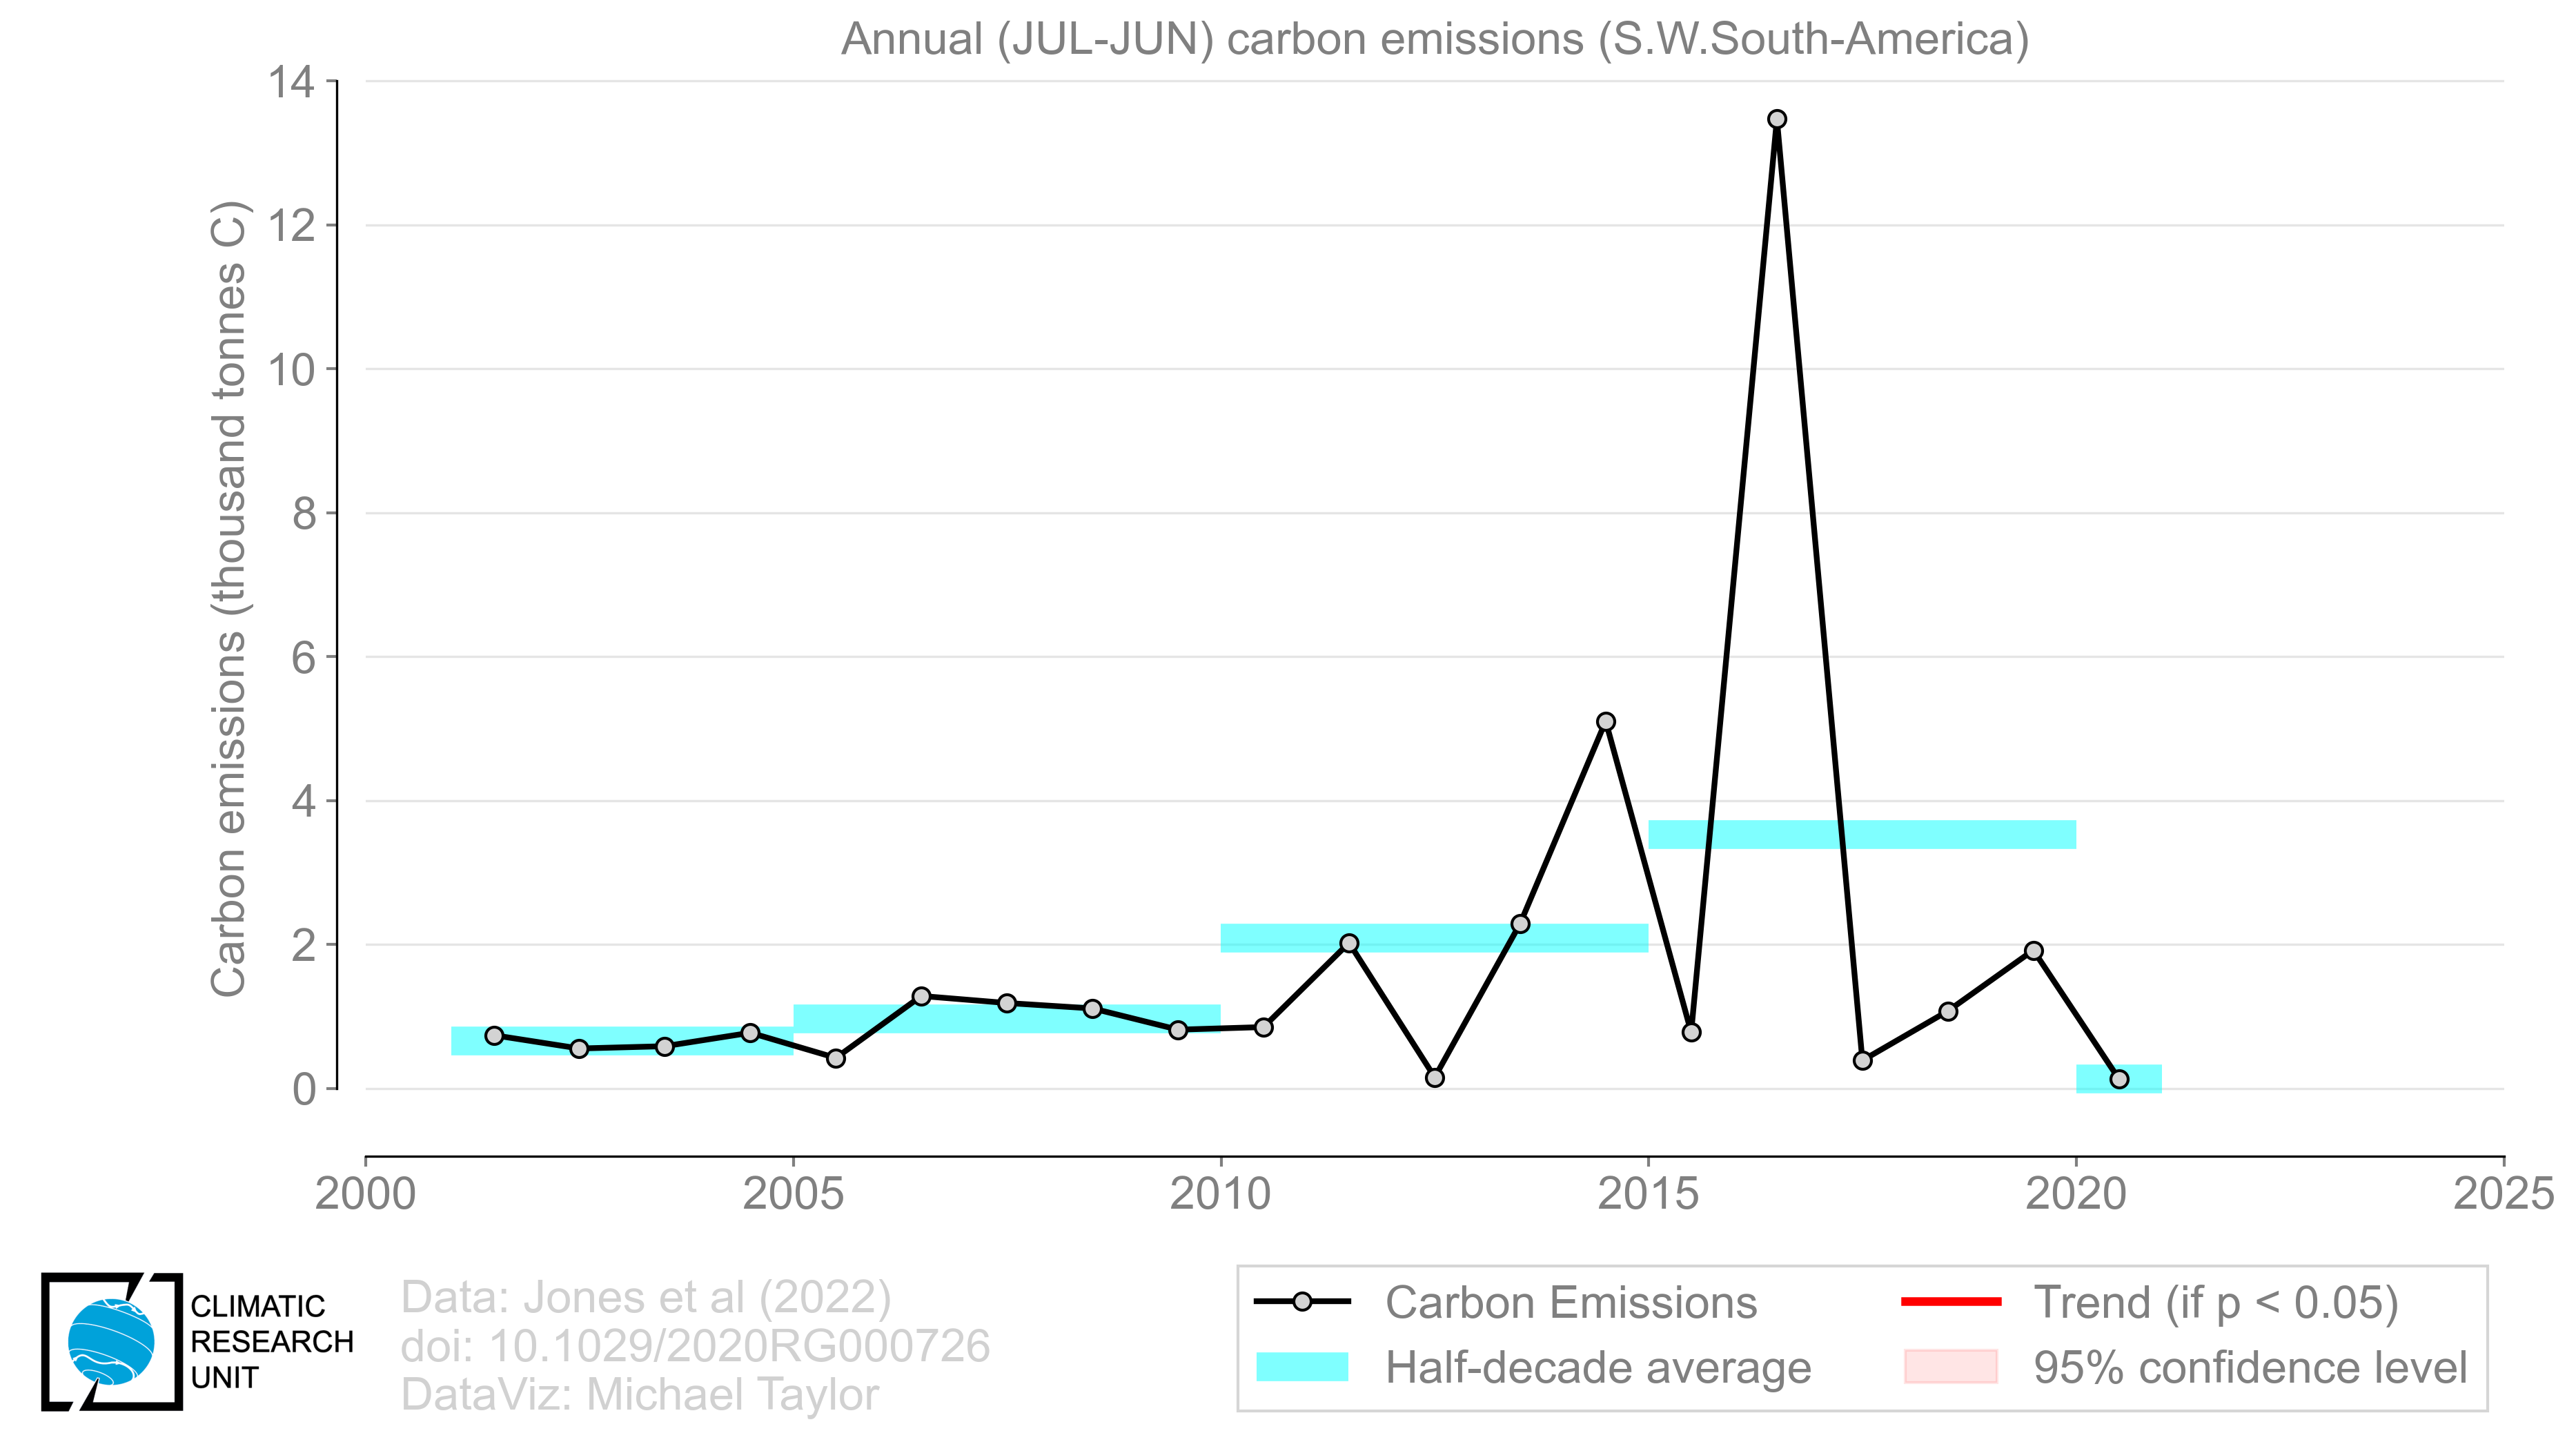 Annual (JUL-JUN) carbon emissions (S.W.South-America)
Carbon emissions (thousand tonnes C)
14
12
10
8
6
4
2
0
2000 2005 2010 2015 2020 2025
CLIMATIC
RESEARCH
UNIT
Data: Jones et al (2022)
doi: 10.1029/2020RG000726
DataViz: Michael Taylor
Carbon Emissions
Half-decade average
Trend (if p < 0.05)
95% confidence level